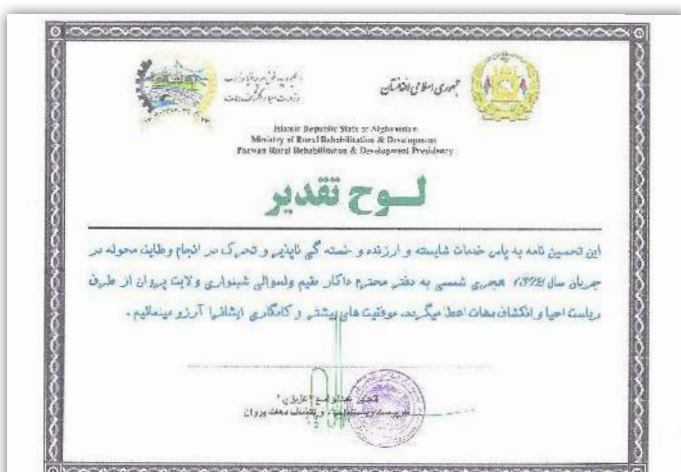 جمهوری اسلامی افغانستان
Islamic Republic State of Afghanistan
Ministry of Rural Rehabilitation & Development
Parwan Rural Rehabilitation & Development Presidency
لوح تقدیر
این تحسین نامه به پاس خدمات شایسته و ارزنده و خسته گی ناپذیر و تحرک در انجام وظایف محوله در
جریان سال هجری شمسی به دفتر محترم داکار مقیم ولسوالی شینواری ولایت پروان از طرف
ریاست احیا و انکشاف دهات اعطا میگردد. موفقیت های بیشتر و کامگاری ایشانرا آرزو مینمائیم .